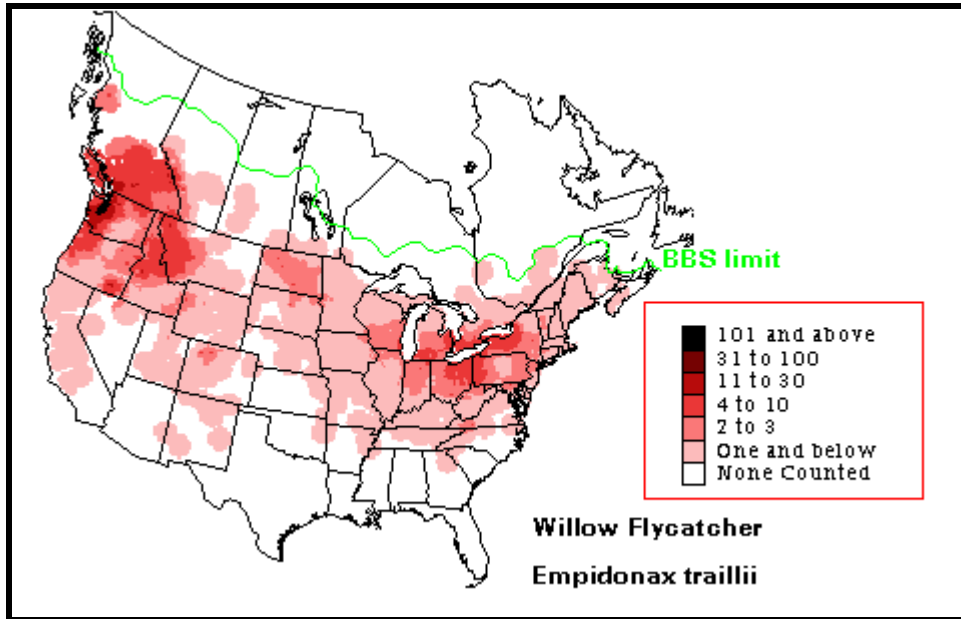 BBS limit
101 and above
31 to 100
11 to 30
4 to 10
2 to 3
One and below
None Counted
Willow Flycatcher
Empidonax traillii